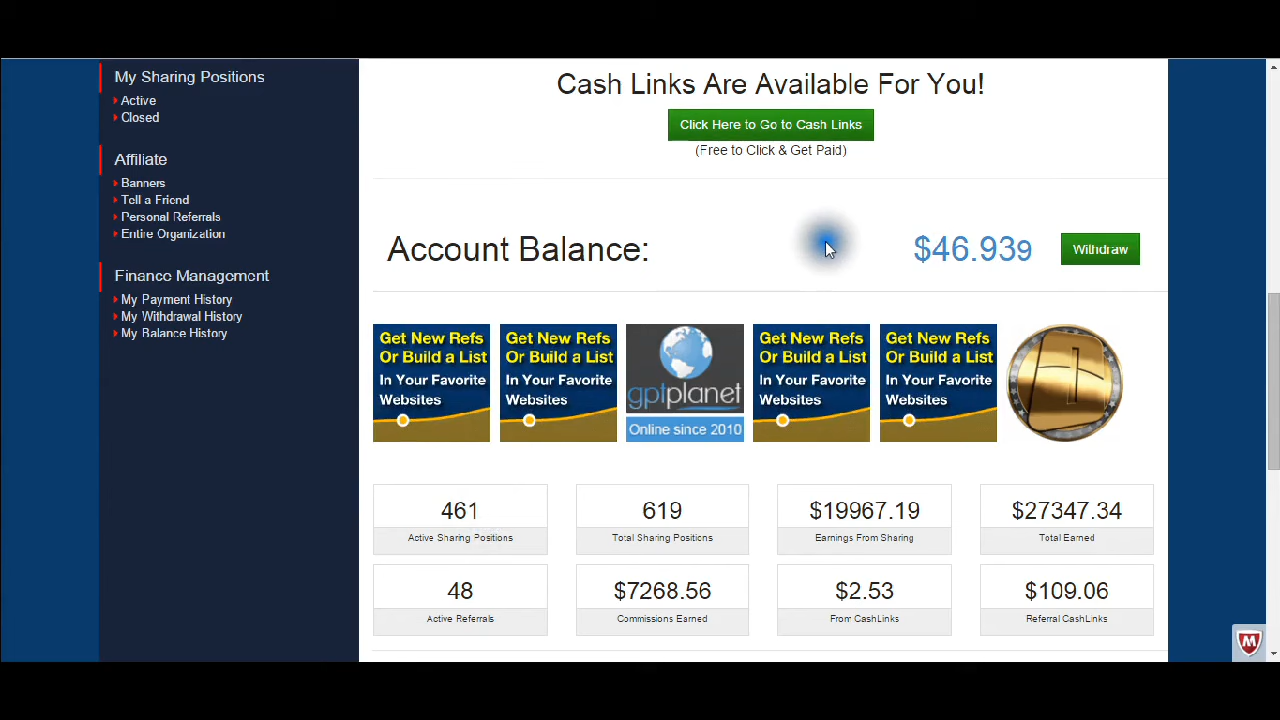 My Sharing Positions
Active
Closed
Affiliate
Banners
Tell a Friend
Personal Referrals
Entire Organization
Finance Management
My Payment History
My Withdrawal History
My Balance History
Cash Links Are Available For You!
Click Here to Go to Cash Links
(Free to Click & Get Paid)
Account Balance: $46.939 Withdraw
Get New Refs
Or Build a List
In Your Favorite
Websites
Get New Refs
Or Build a List
In Your Favorite
Websites
gptplanet
Online since 2010
Get New Refs
Or Build a List
In Your Favorite
Websites
Get New Refs
Or Build a List
In Your Favorite
Websites
461 619 $19967.19 $27347.34
Active Sharing Positions Total Sharing Positions Earnings From Sharing Total Earned
48 $7268.56 $2.53 $109.06
Active Referrals Commissions Earned From CashLinks Referral CashLinks
M